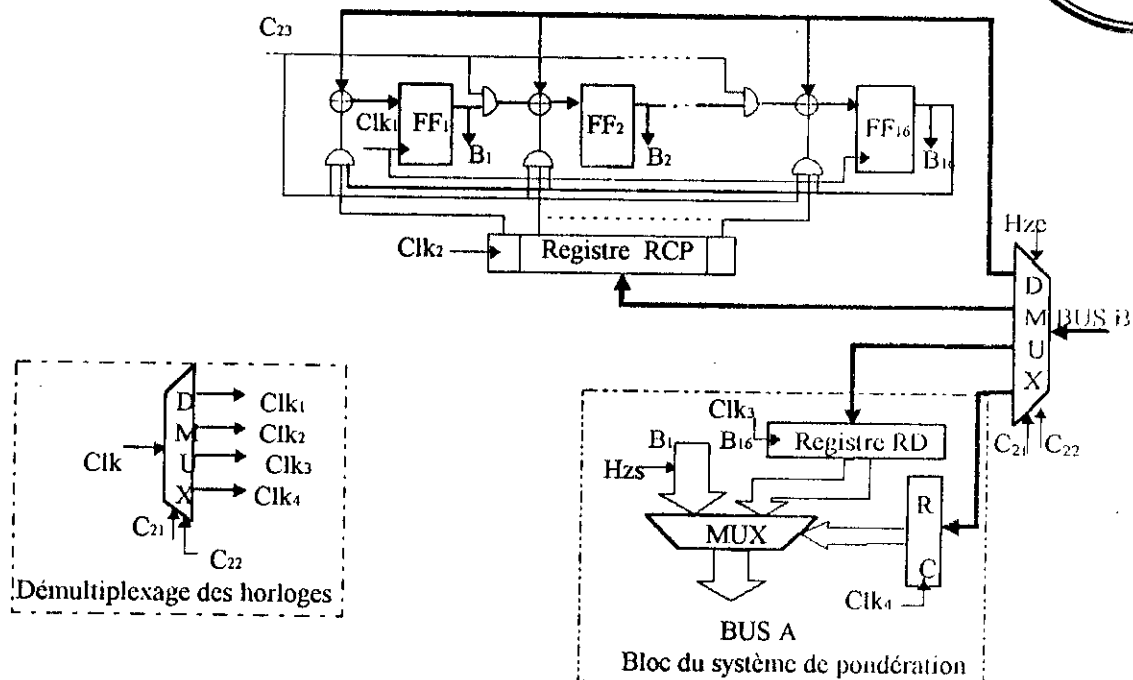 C23
Clk1
FF1
FF2
FF16
B1
B2
Clk2
Registre RCP
Hze
D
M
U
X
BUS B
C21
C22
D Clk1
M Clk2
U Clk3
X Clk4
Clk
C21
C22
Démultiplexage des horloges
Clk3
B1
B16
Registre RD
Hzs
R
C
MUX
Clk4
BUS A
Bloc du système de pondération